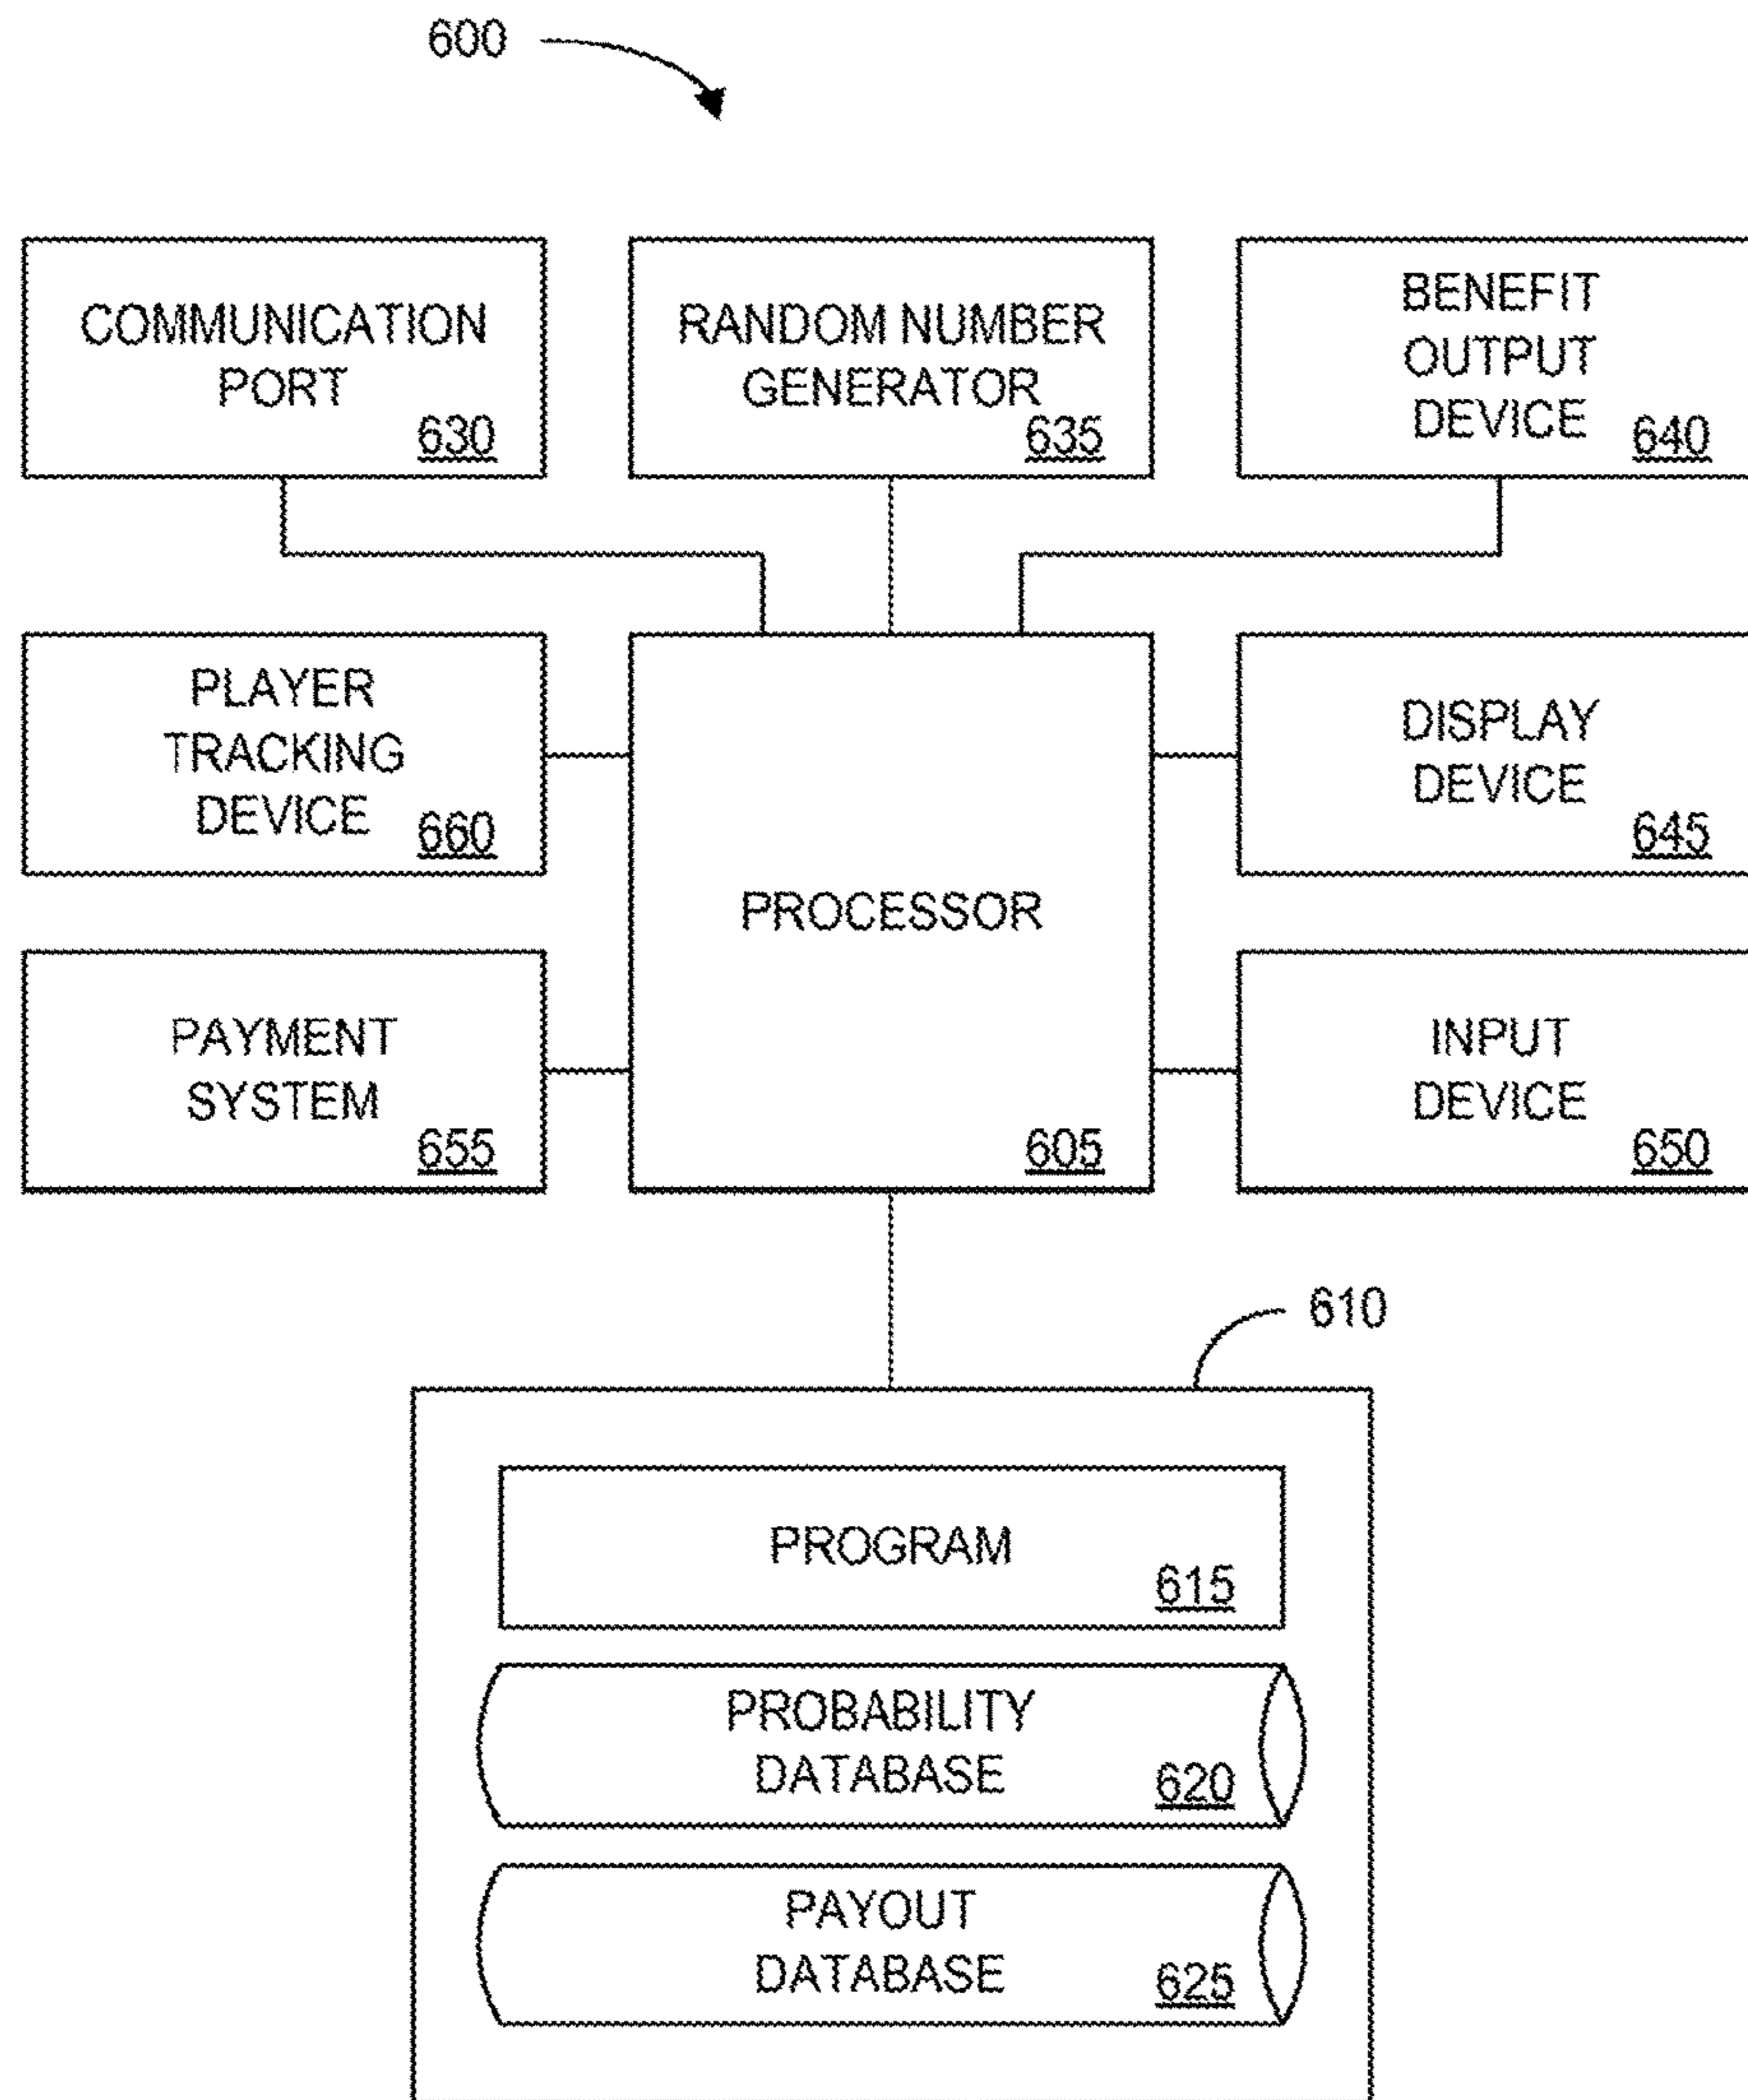 600
COMMUNICATION
PORT
630
RANDOM NUMBER
GENERATOR
635
BENEFIT
OUTPUT
DEVICE
640
PLAYER
TRACKING
DEVICE
660
PROCESSOR
605
DISPLAY
DEVICE
645
PAYMENT
SYSTEM
655
INPUT
DEVICE
650
610
PROGRAM
615
PROBABILITY
DATABASE
620
PAYOUT
DATABASE
625